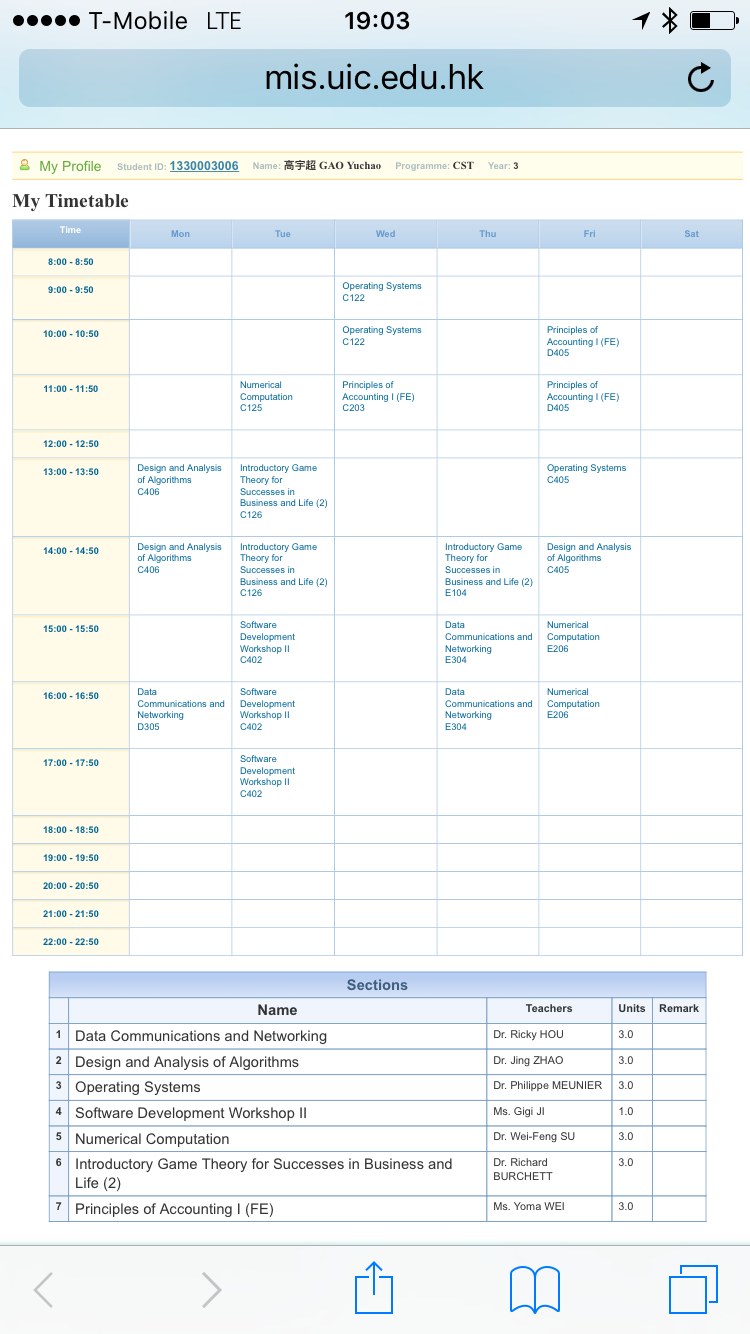 T-Mobile LTE 19:03
mis.uic.edu.hk
My Profile Student ID: 1330003006 Name: 高宇超 GAO Yuchao Programme: CST Year: 3
My Timetable
Time Mon Tue Wed Thu Fri Sat
8:00 - 8:50
9:00 - 9:50
Operating Systems
C122
10:00 - 10:50
Operating Systems
C122
Principles of
Accounting I (FE)
D405
11:00 - 11:50
Numerical
Computation
C125
Principles of
Accounting I (FE)
C203
Principles of
Accounting I (FE)
D405
12:00 - 12:50
13:00 - 13:50
Design and Analysis
of Algorithms
C406
Introductory Game
Theory for
Successes in
Business and Life (2)
C126
Operating Systems
C405
14:00 - 14:50
Design and Analysis
of Algorithms
C406
Introductory Game
Theory for
Successes in
Business and Life (2)
C126
Introductory Game
Theory for
Successes in
Business and Life (2)
E104
Design and Analysis
of Algorithms
C405
15:00 - 15:50
Software
Development
Workshop II
C402
Data
Communications and
Networking
E304
Numerical
Computation
E206
16:00 - 16:50
Data
Communications and
Networking
D305
Software
Development
Workshop II
C402
Data
Communications and
Networking
E304
Numerical
Computation
E206
17:00 - 17:50
Software
Development
Workshop II
C402
18:00 - 18:50
19:00 - 19:50
20:00 - 20:50
21:00 - 21:50
22:00 - 22:50
Sections
Name Teachers Units Remark
1 Data Communications and Networking Dr. Ricky HOU 3.0
2 Design and Analysis of Algorithms Dr. Jing ZHAO 3.0
3 Operating Systems Dr. Philippe MEUNIER 3.0
4 Software Development Workshop II Ms. Gigi JI 1.0
5 Numerical Computation Dr. Wei-Feng SU 3.0
6 Introductory Game Theory for Successes in Business and
Life (2)
Dr. Richard
BURCHETT
3.0
7 Principles of Accounting I (FE) Ms. Yoma WEI 3.0